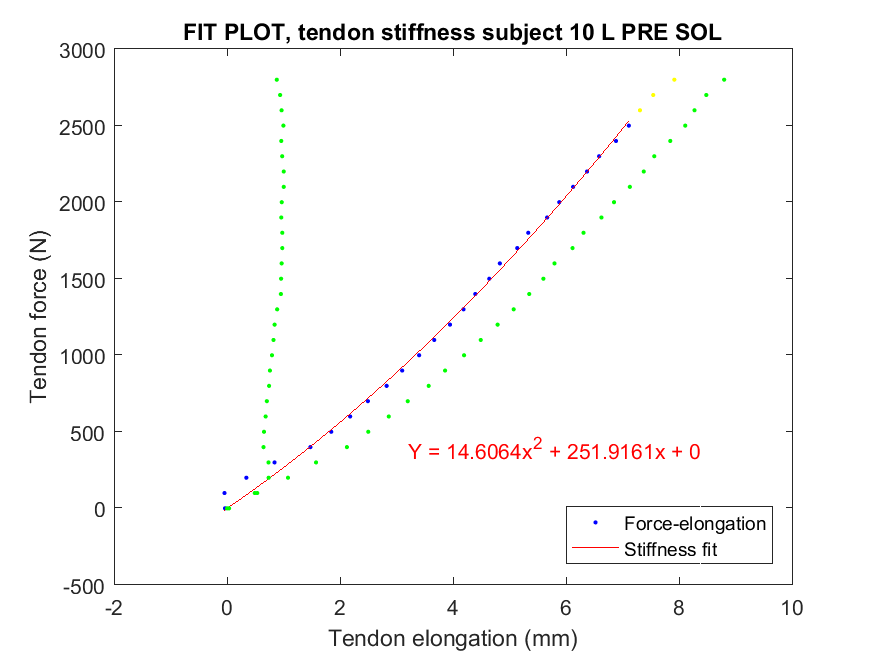 FIT PLOT, tendon stiffness subject 10 L PRE SOL
3000
2500
2000
1500
1000
500
0
-500
Tendon force (N)
Y = 14.6064x² + 251.9161x + 0
Force-elongation
Stiffness fit
-2 0 2 4 6 8 10
Tendon elongation (mm)